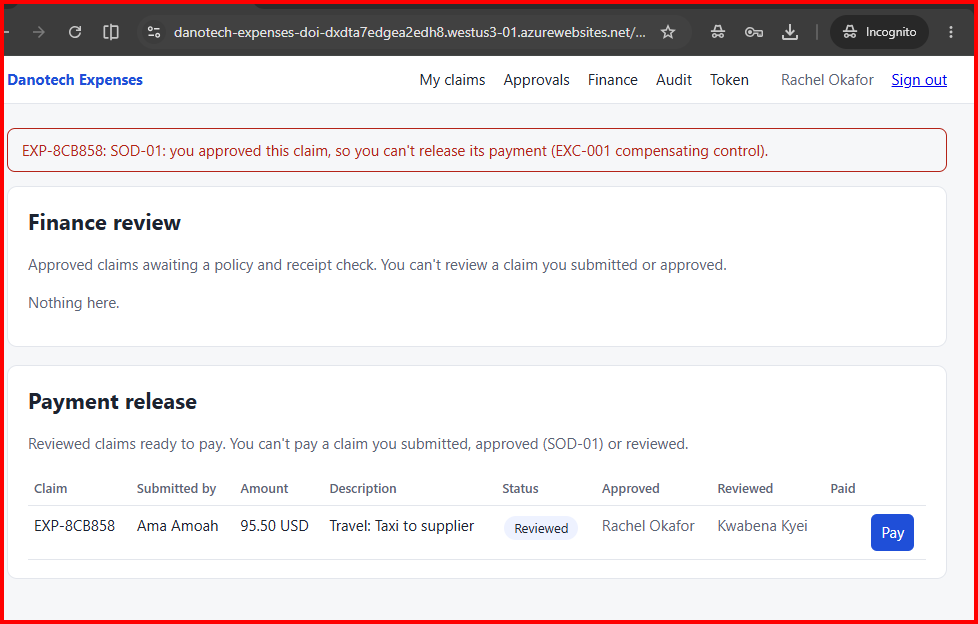 danotech-expenses-doi-dxdta7edgea2edh8.westus3-01.azurewebsites.net/...
Incognito
Danotech Expenses My claims Approvals Finance Audit Token Rachel Okafor Sign out
EXP-8CB858: SOD-01: you approved this claim, so you can't release its payment (EXC-001 compensating control).
Finance review
Approved claims awaiting a policy and receipt check. You can't review a claim you submitted or approved.
Nothing here.
Payment release
Reviewed claims ready to pay. You can't pay a claim you submitted, approved (SOD-01) or reviewed.
Claim Submitted by Amount Description Status Approved Reviewed Paid
EXP-8CB858 Ama Amoah 95.50 USD Travel: Taxi to supplier Reviewed Rachel Okafor Kwabena Kyei Pay